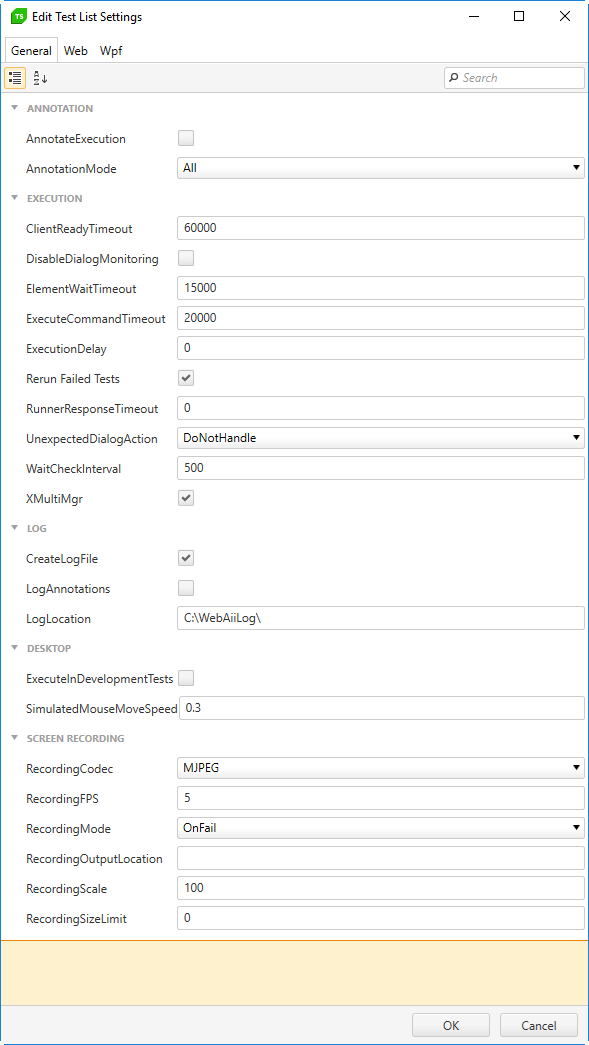 TS Edit Test List Settings
General Web Wpf
A Z Search
ANNOTATION
AnnotateExecution
AnnotationMode All
EXECUTION
ClientReadyTimeout 60000
DisableDialogMonitoring
ElementWaitTimeout 15000
ExecuteCommandTimeout 20000
ExecutionDelay 0
Rerun Failed Tests
RunnerResponseTimeout 0
UnexpectedDialogAction DoNotHandle
WaitCheckInterval 500
XMultiMgr
LOG
CreateLogFile
LogAnnotations
LogLocation C:\WebAiiLog\
DESKTOP
ExecuteInDevelopmentTests
SimulatedMouseMoveSpeed 0.3
SCREEN RECORDING
RecordingCodec MJPEG
RecordingFPS 5
RecordingMode OnFail
RecordingOutputLocation
RecordingScale 100
RecordingSizeLimit 0
OK Cancel